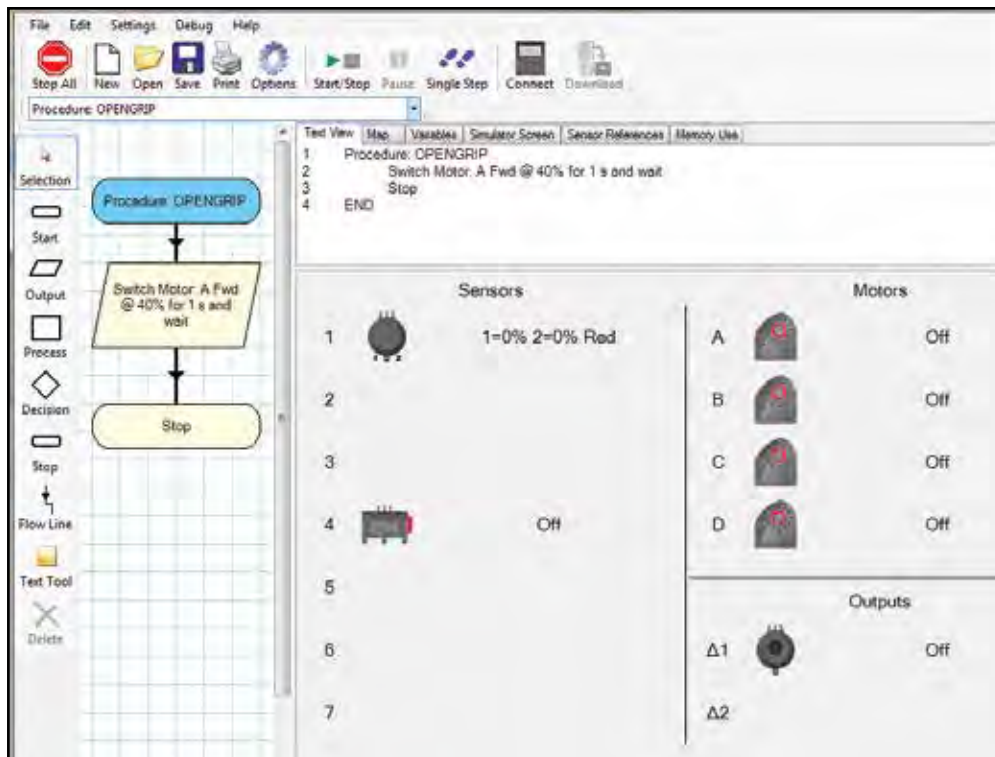 File Edit Settings Debug Help
Stop All New Open Save Print Options Start/Stop Pause Single Step Connect Download
Procedure: OPENGRIP
Text View Map Variables Simulator Screen Sensor References Memory Use
1 Procedure: OPENGRIP
2 Switch Motor: A Fwd @ 40% for 1 s and wait
3 Stop
4 END
Selection
Start
Output
Process
Decision
Stop
Flow Line
Text Tool
Delete
Procedure: OPENGRIP
Switch Motor: A Fwd
@ 40% for 1 s and
wait
Stop
Sensors
1 1=0% 2=0% Red
2
3
4 Off
5
6
7
Motors
A Off
B Off
C Off
D Off
Outputs
Δ1 Off
Δ2